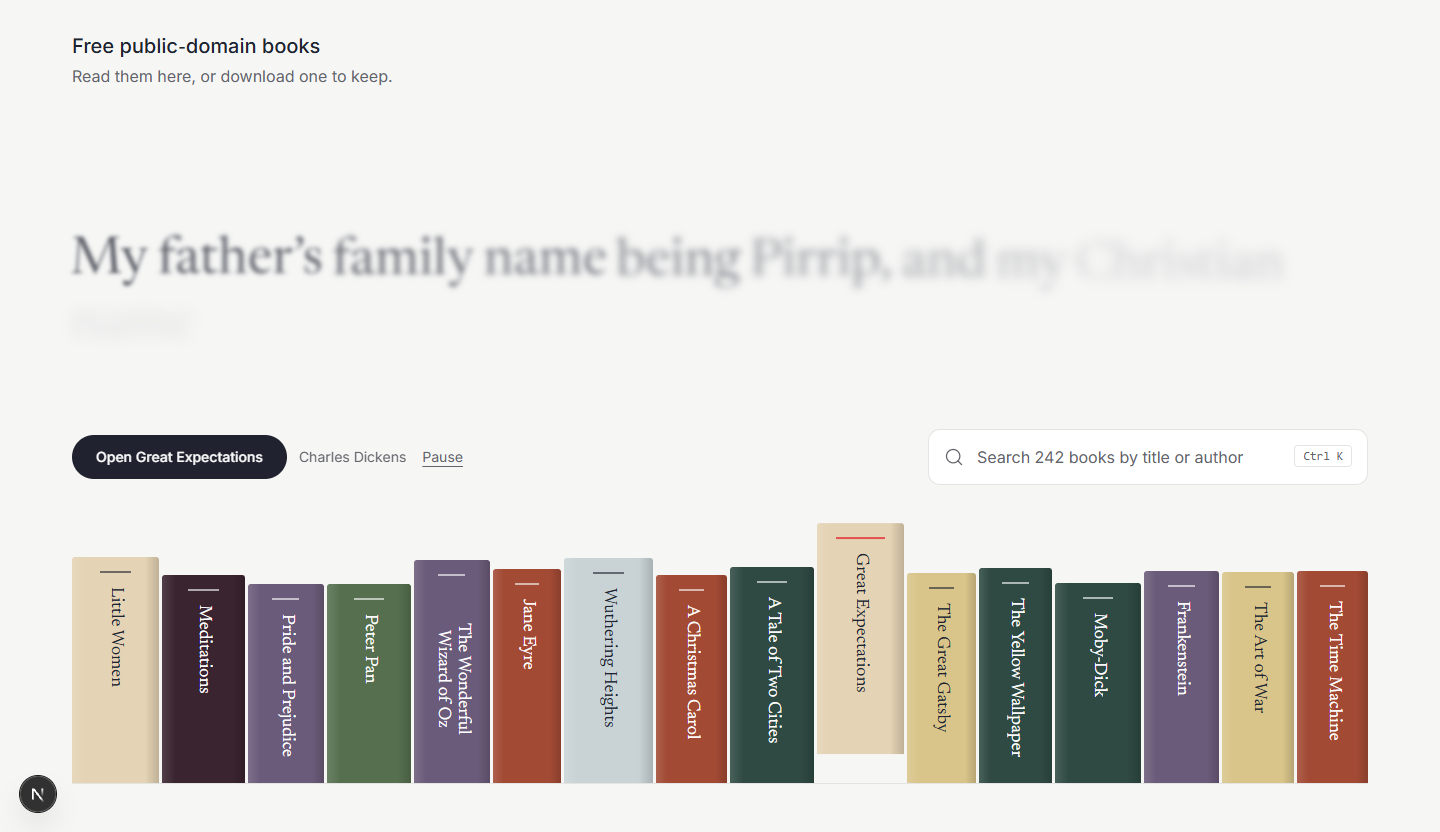 Free public-domain books
Read them here, or download one to keep.
My father’s family name being Pirrip, and my Christian
name
Open Great Expectations
Charles Dickens
Pause
Search 242 books by title or author
Ctrl K
Little Women
Meditations
Pride and Prejudice
Peter Pan
The Wonderful
Wizard of Oz
Jane Eyre
Wuthering Heights
A Christmas Carol
A Tale of Two Cities
Great Expectations
The Great Gatsby
The Yellow Wallpaper
Moby-Dick
Frankenstein
The Art of War
The Time Machine
N